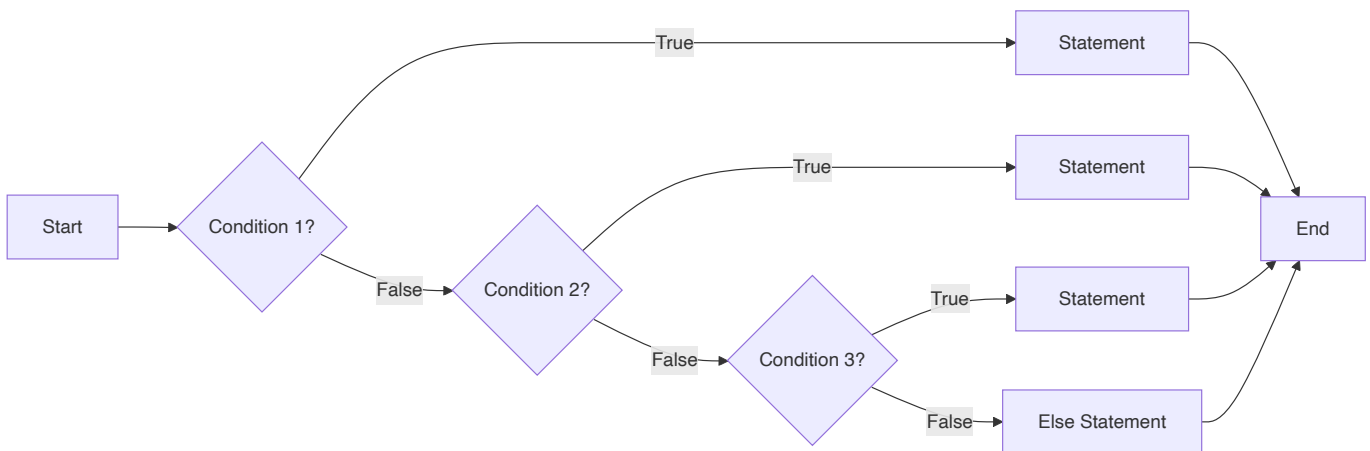 True
Statement
True
Statement
Start
Condition 1?
End
False
Condition 2?
True
Statement
False
Condition 3?
False
Else Statement